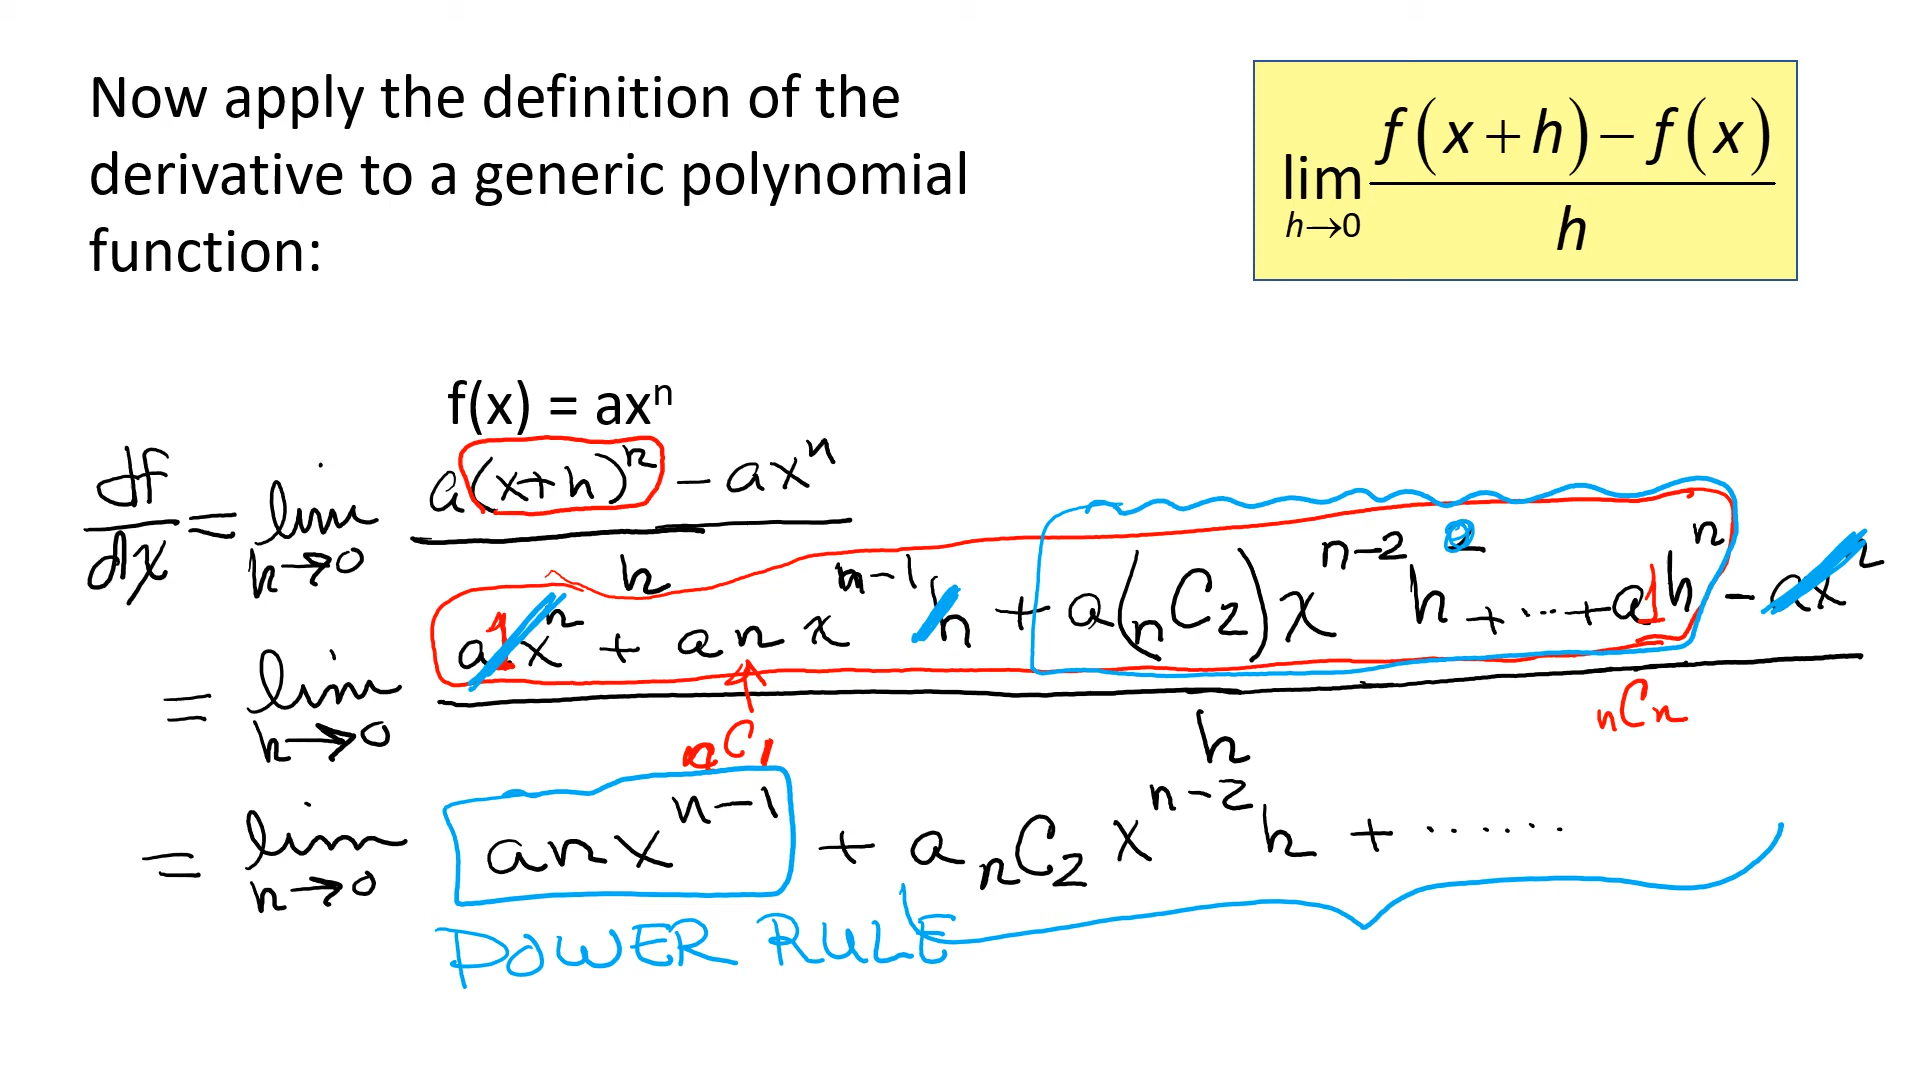 Now apply the definition of the
derivative to a generic polynomial
function:
lim h→0 f(x+h)−f(x) / h
f(x) = axⁿ
df/dx = lim h→0 a(x+h)ⁿ − axⁿ / h
= lim h→0 a1xⁿ + anxⁿ⁻¹h + a(nC2)xⁿ⁻²h² + ... + a1hⁿ − axⁿ / h
nC1
nCn
= lim h→0 anxⁿ⁻¹ + a nC2 xⁿ⁻²h + ......
POWER RULE